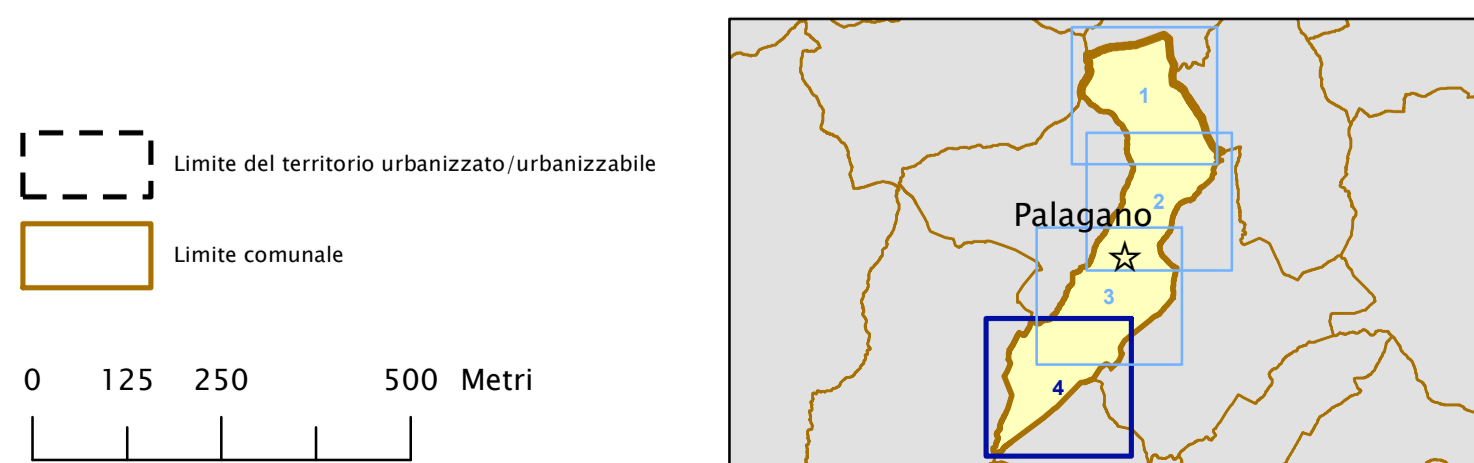 Limite del territorio urbanizzato/urbanizzabile
Limite comunale
0 125 250 500 Metri
1
2
Palagano
3
4